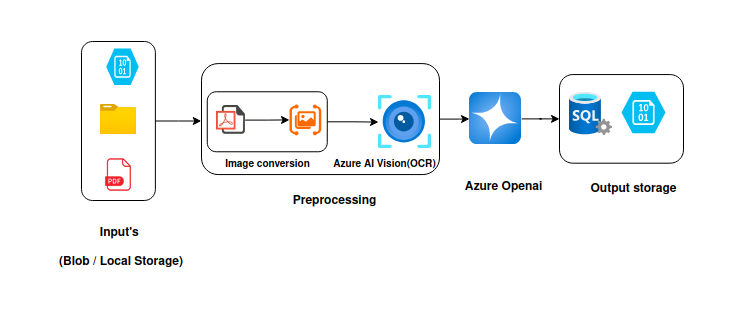 10
01
PDF
Input's
(Blob / Local Storage)
Image conversion
Azure AI Vision(OCR)
Preprocessing
Azure Openai
SQL
10
01
Output storage